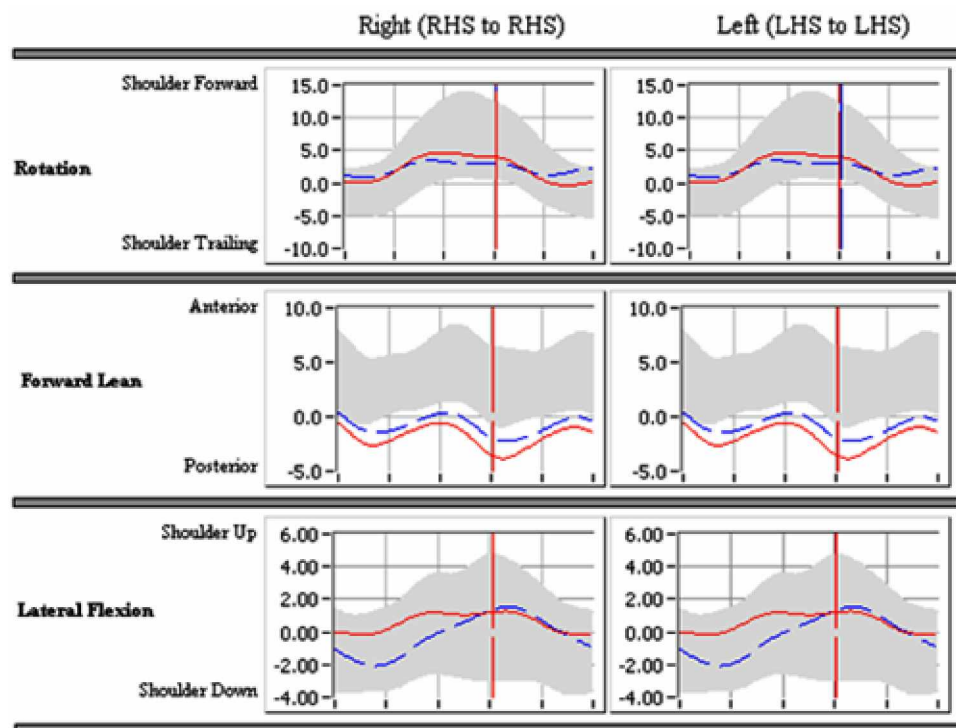 Right (RHS to RHS) Left (LHS to LHS)
Shoulder Forward
15.0 15.0
10.0 10.0
5.0 5.0
Rotation
0.0 0.0
-5.0 -5.0
Shoulder Trailing
-10.0 -10.0
Anterior
10.0 10.0
5.0 5.0
Forward Lean
0.0 0.0
Posterior
-5.0 -5.0
Shoulder Up
6.00 6.00
4.00 4.00
2.00 2.00
Lateral Flexion
0.00 0.00
-2.00 -2.00
Shoulder Down
-4.00 -4.00